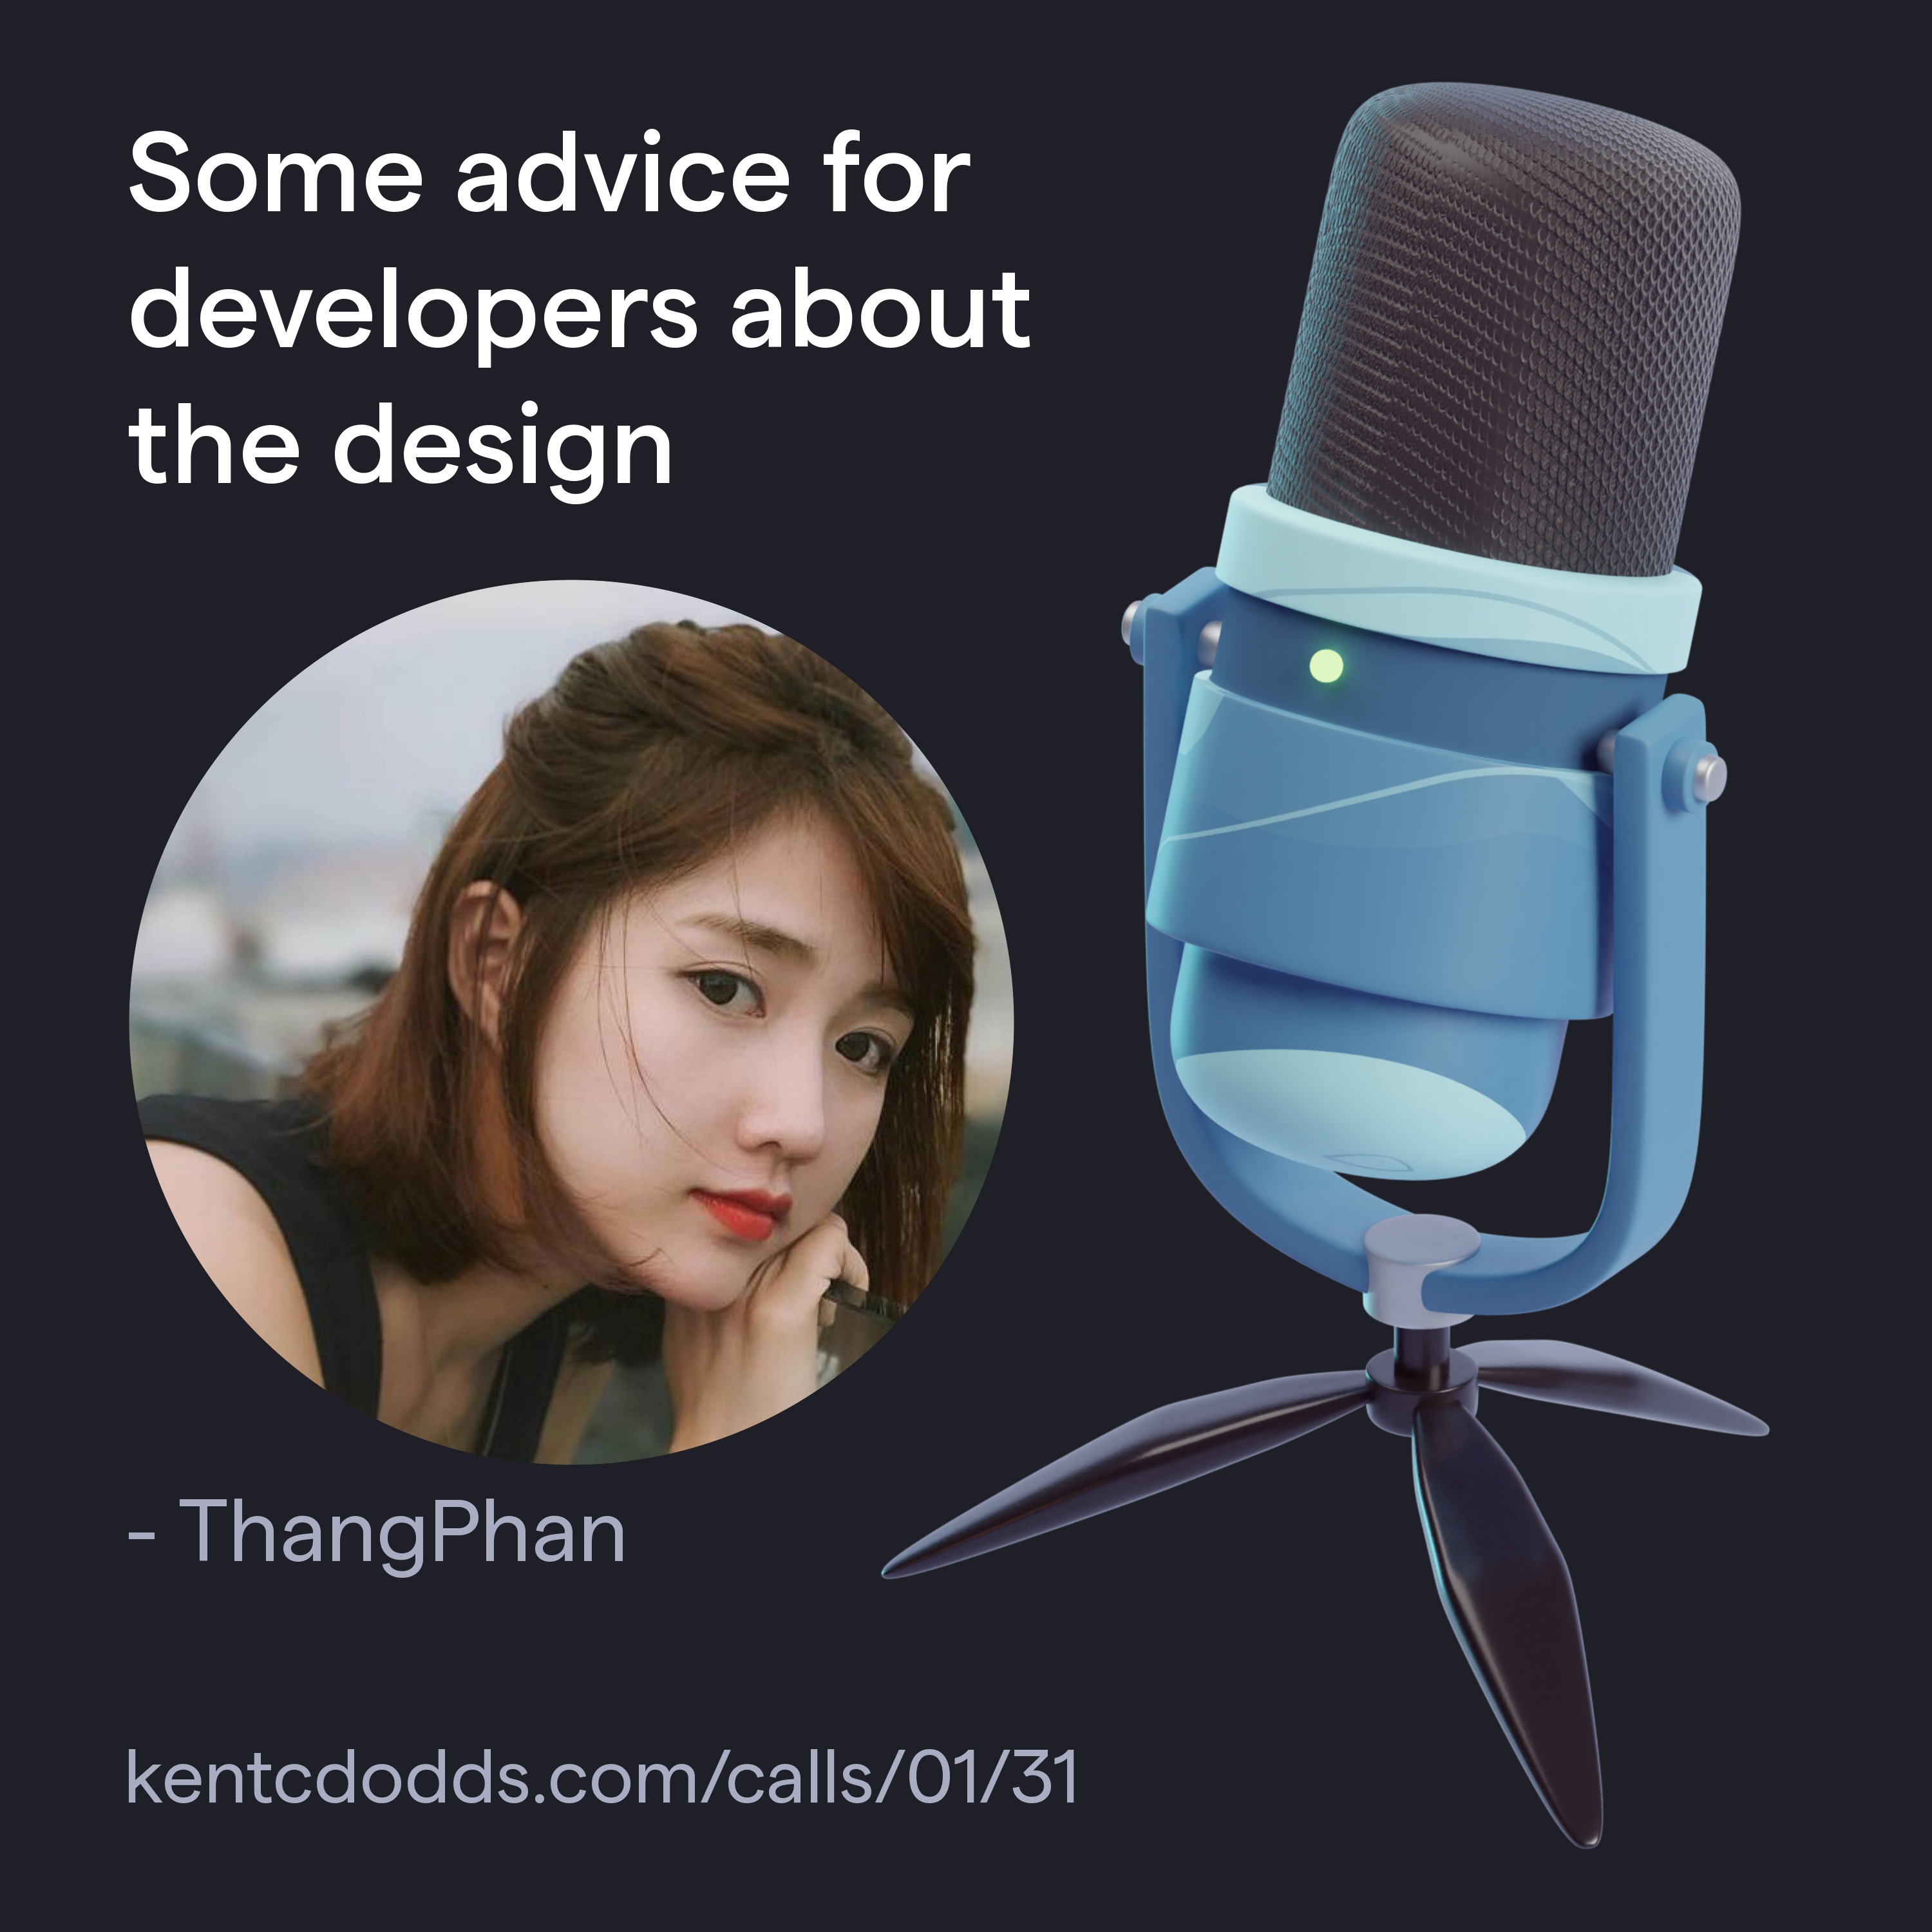 Some advice for
developers about
the design
- ThangPhan
kentcdodds.com/calls/01/31